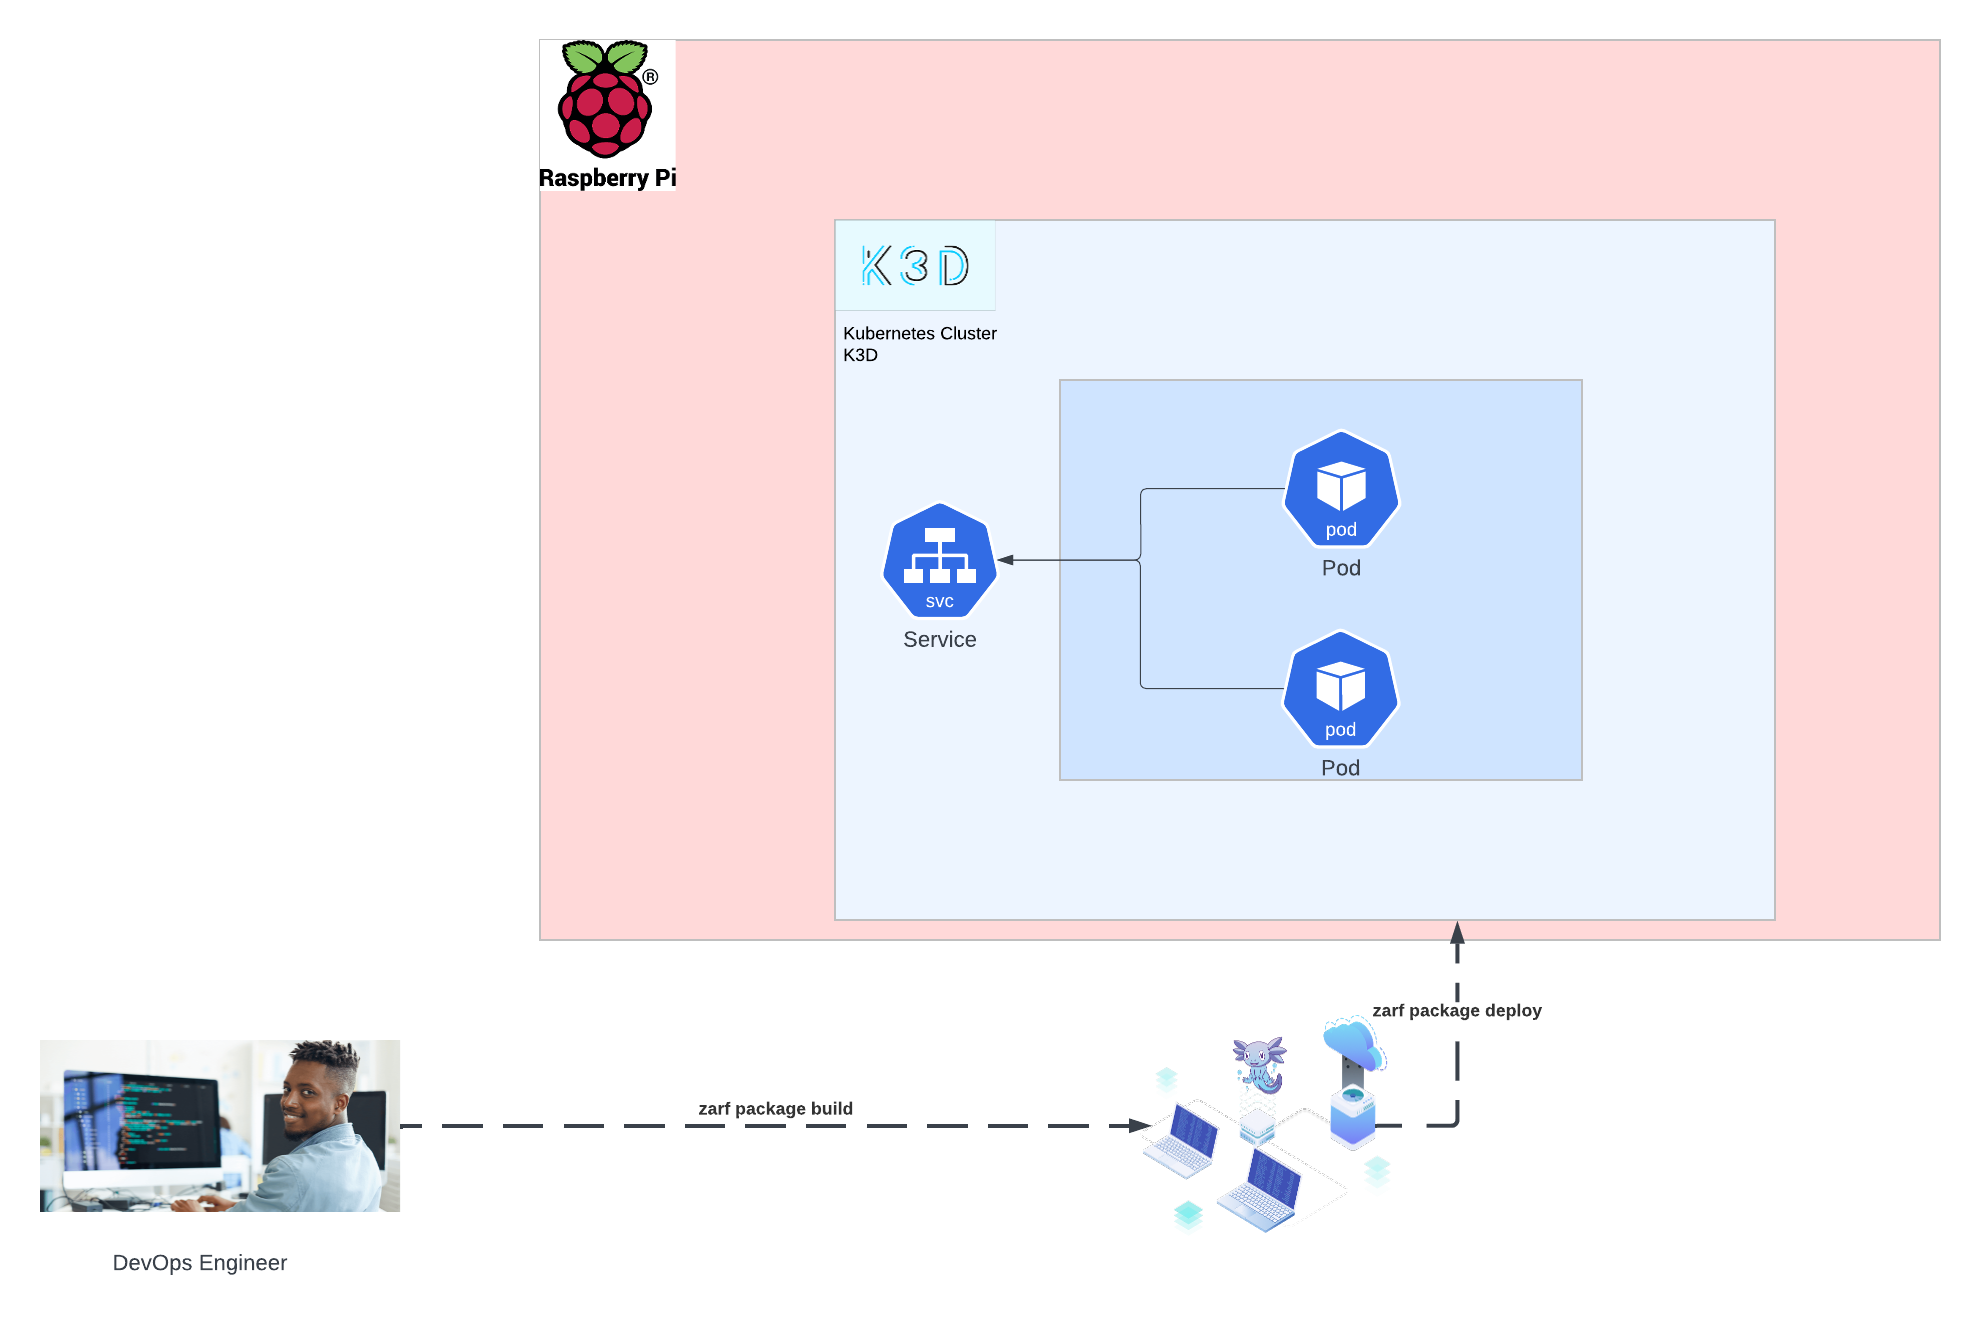 ®
Raspberry Pi
K3D
Kubernetes Cluster
K3D
pod
Pod
svc
Service
pod
Pod
zarf package deploy
zarf package build
DevOps Engineer